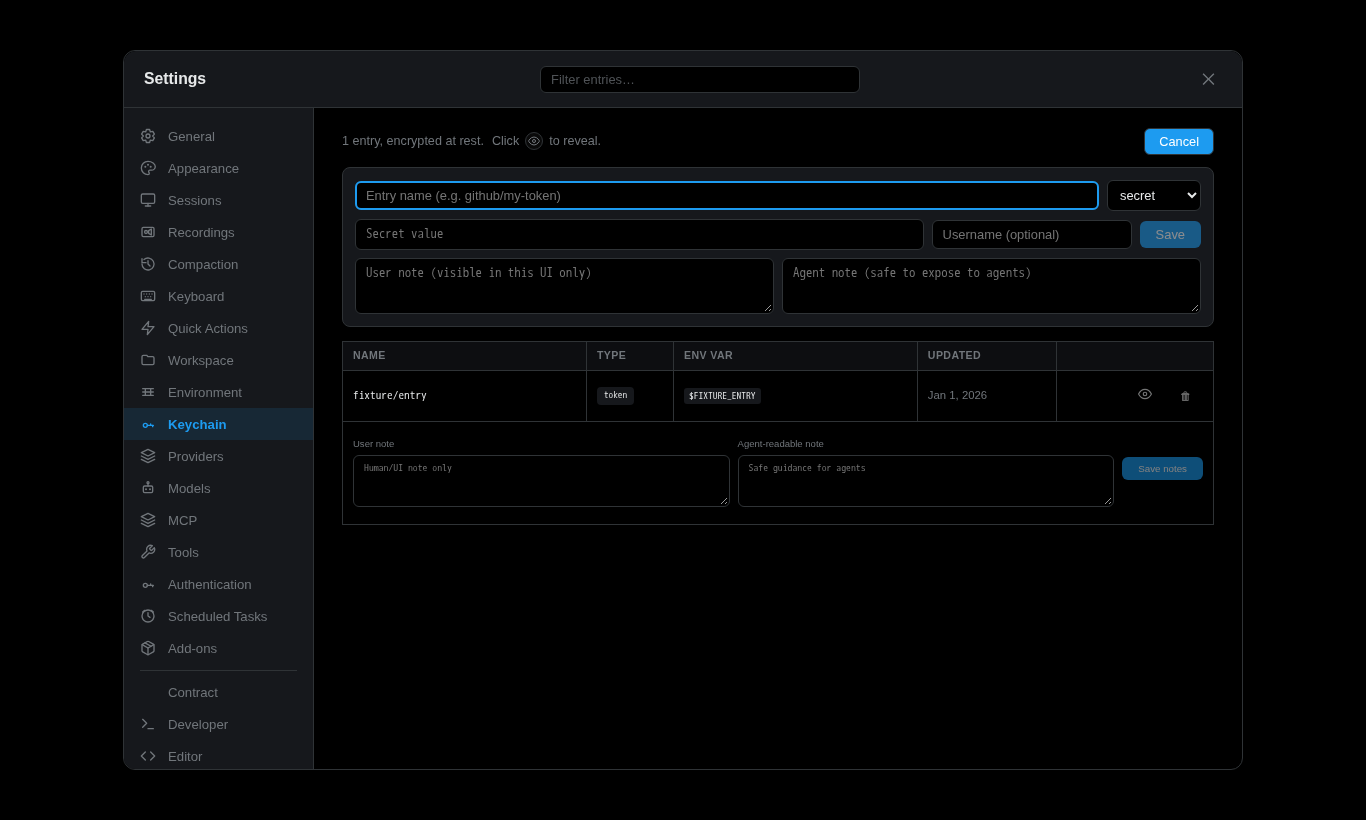 Settings
Filter entries…
General
Appearance
Sessions
Recordings
Compaction
Keyboard
Quick Actions
Workspace
Environment
Keychain
Providers
Models
MCP
Tools
Authentication
Scheduled Tasks
Add-ons
Contract
Developer
Editor
1 entry, encrypted at rest. Click to reveal.
Cancel
Entry name (e.g. github/my-token)
secret
Secret value
Username (optional)
Save
User note (visible in this UI only)
Agent note (safe to expose to agents)
NAME TYPE ENV VAR UPDATED
fixture/entry token $FIXTURE_ENTRY Jan 1, 2026
User note
Agent-readable note
Human/UI note only
Safe guidance for agents
Save notes